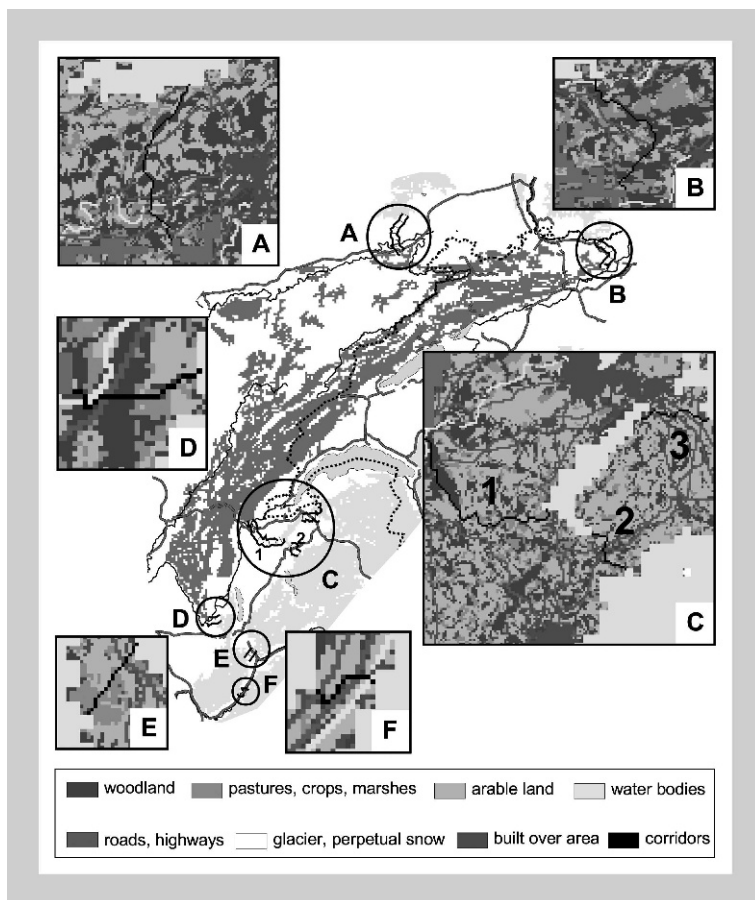 A
B
A
B
D
1
3
2
C
1
2
C
D
E
F
E
F
woodland
pastures, crops, marshes
arable land
water bodies
roads, highways
glacier, perpetual snow
built over area
corridors